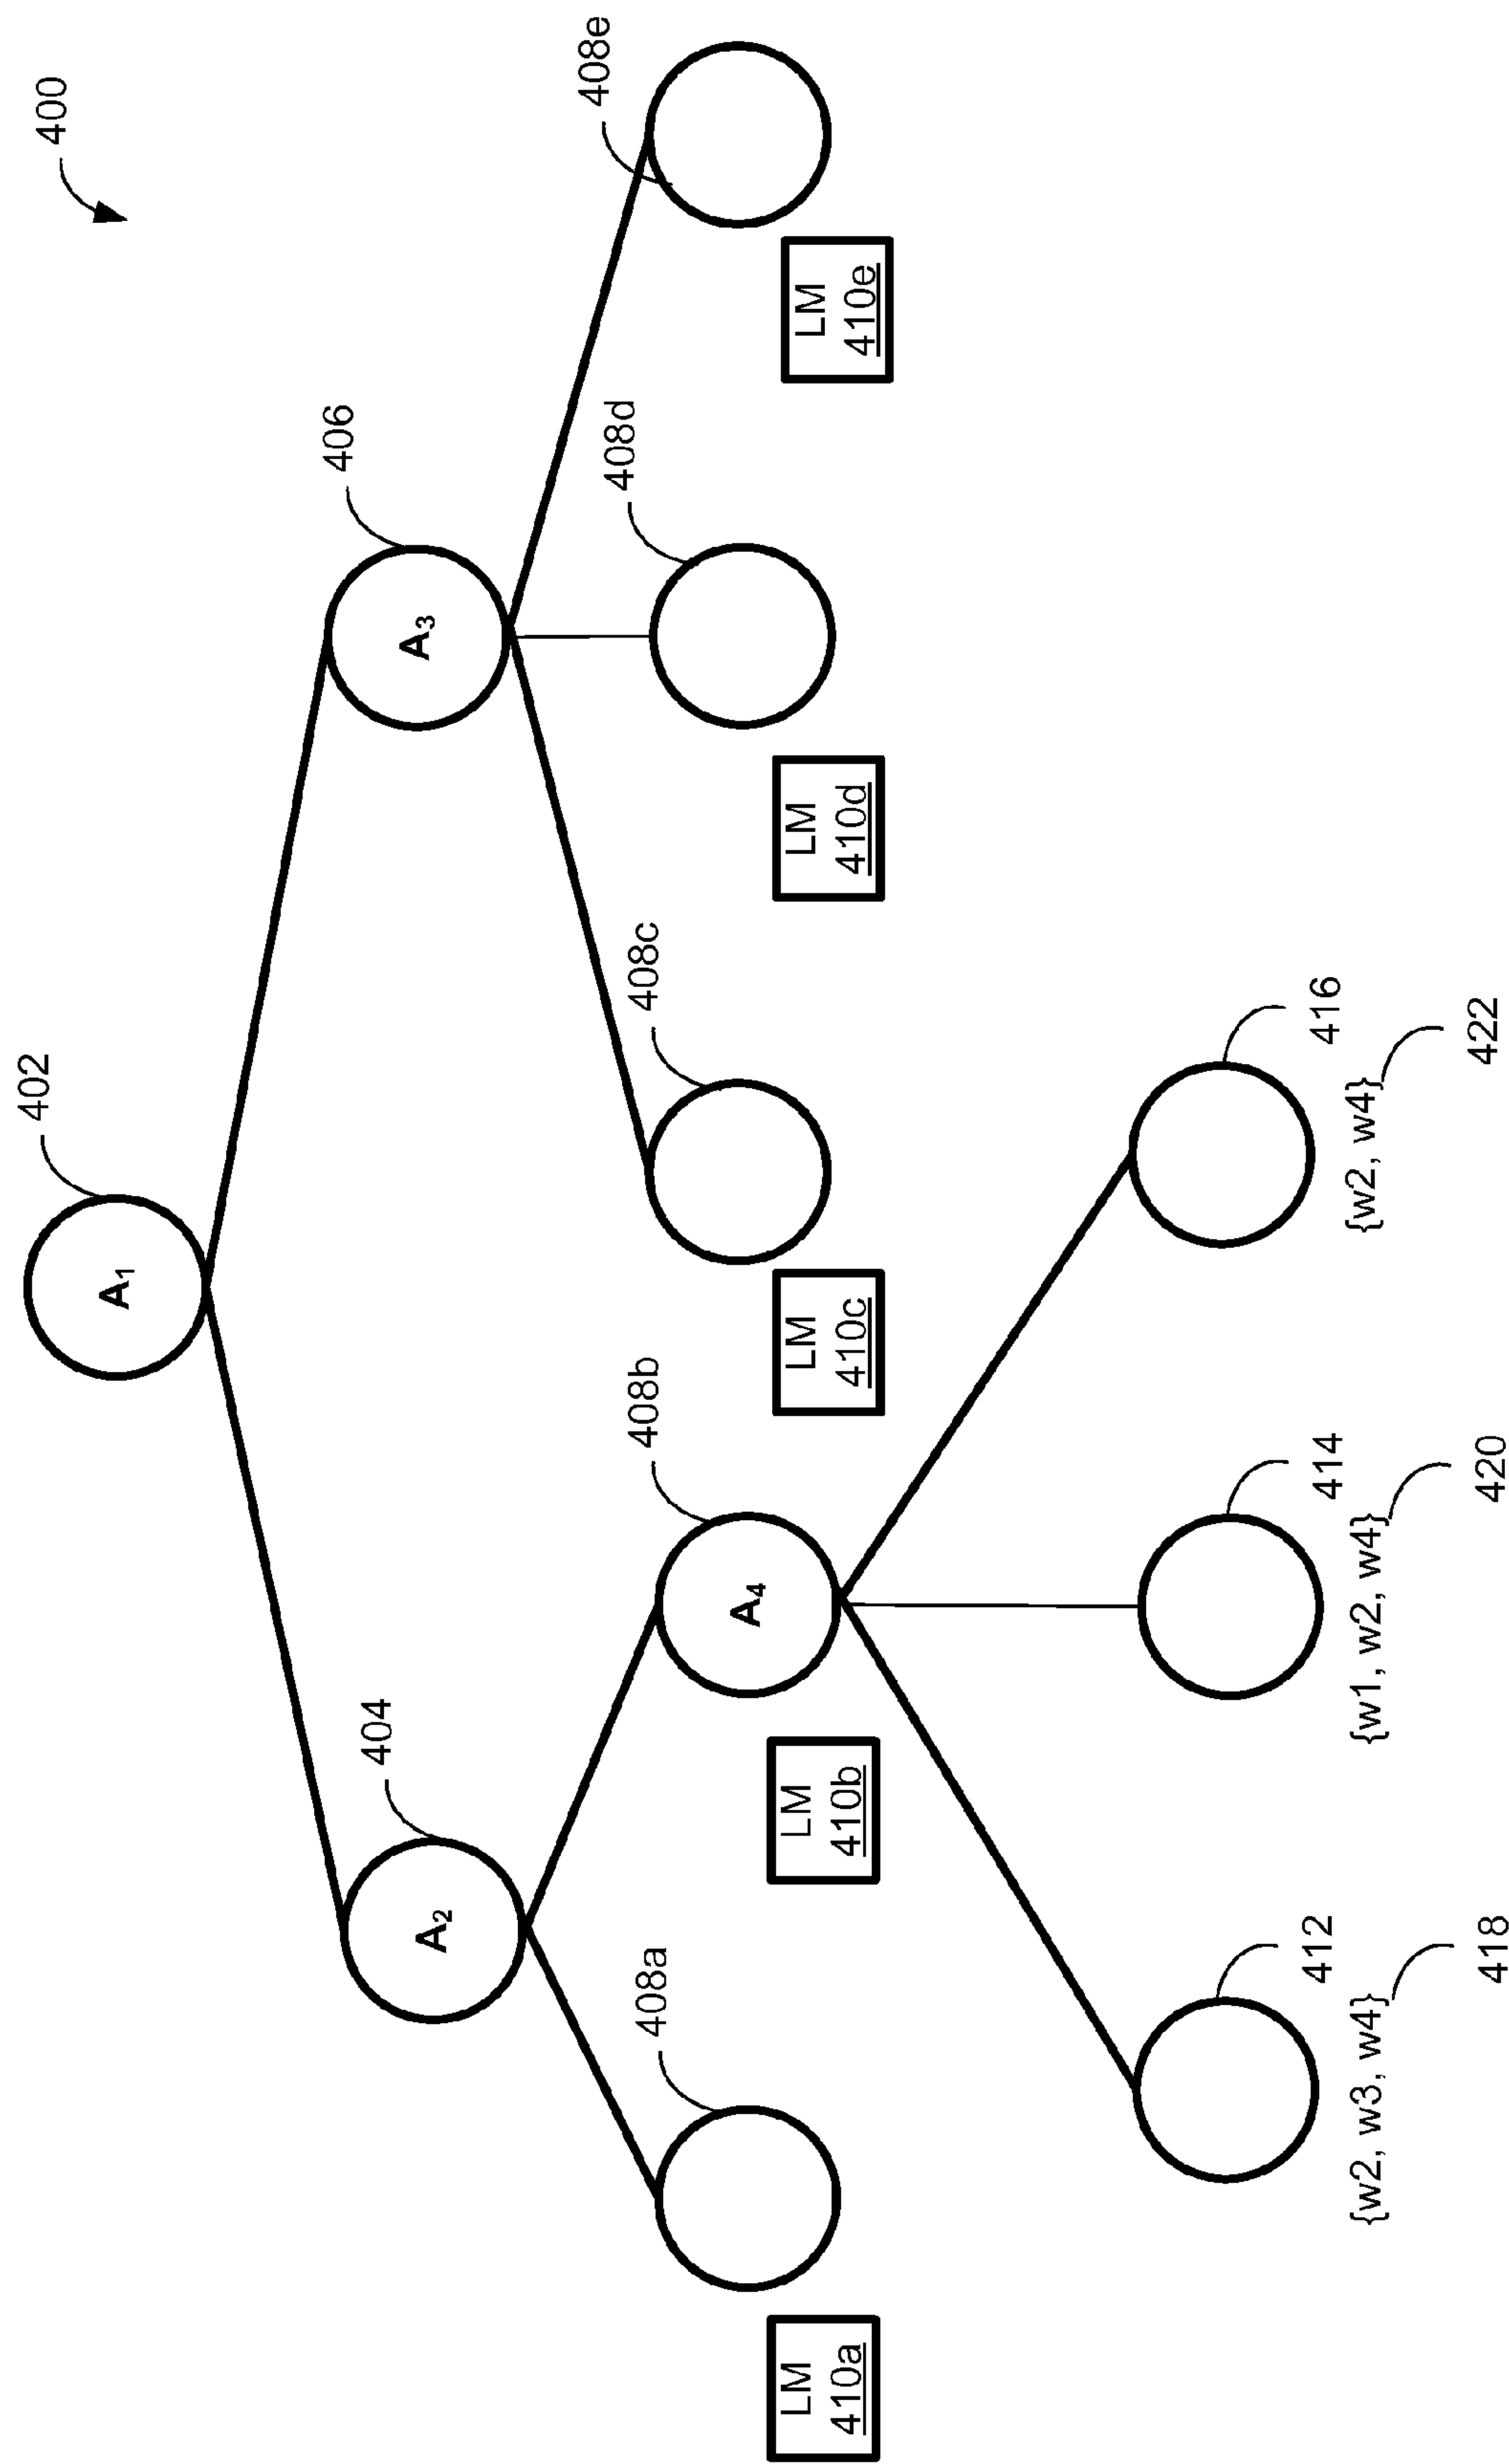 400
402
A1
406
A3
404
A2
408e
408d
408c
408b
408a
A4
LM
410e
LM
410d
LM
410c
LM
410b
LM
410a
416
414
412
{w2, w4}
422
{w1, w2, w4}
420
{w2, w3, w4}
418